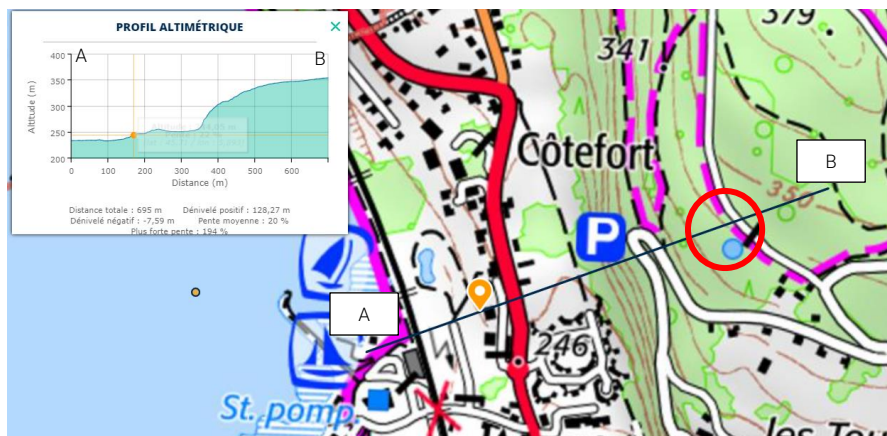 PROFIL ALTIMÉTRIQUE
×
A
B
400
350
300
250
200
Altitude (m)
0 100 200 300 400 500 600
Distance (m)
Distance totale : 695 m Dénivelé positif : 128,27 m
Dénivelé négatif : -7,59 m Pente moyenne : 20 %
Plus forte pente : 194 %
379
341
Côtefort
B
350
P
A
246
St. pomp.